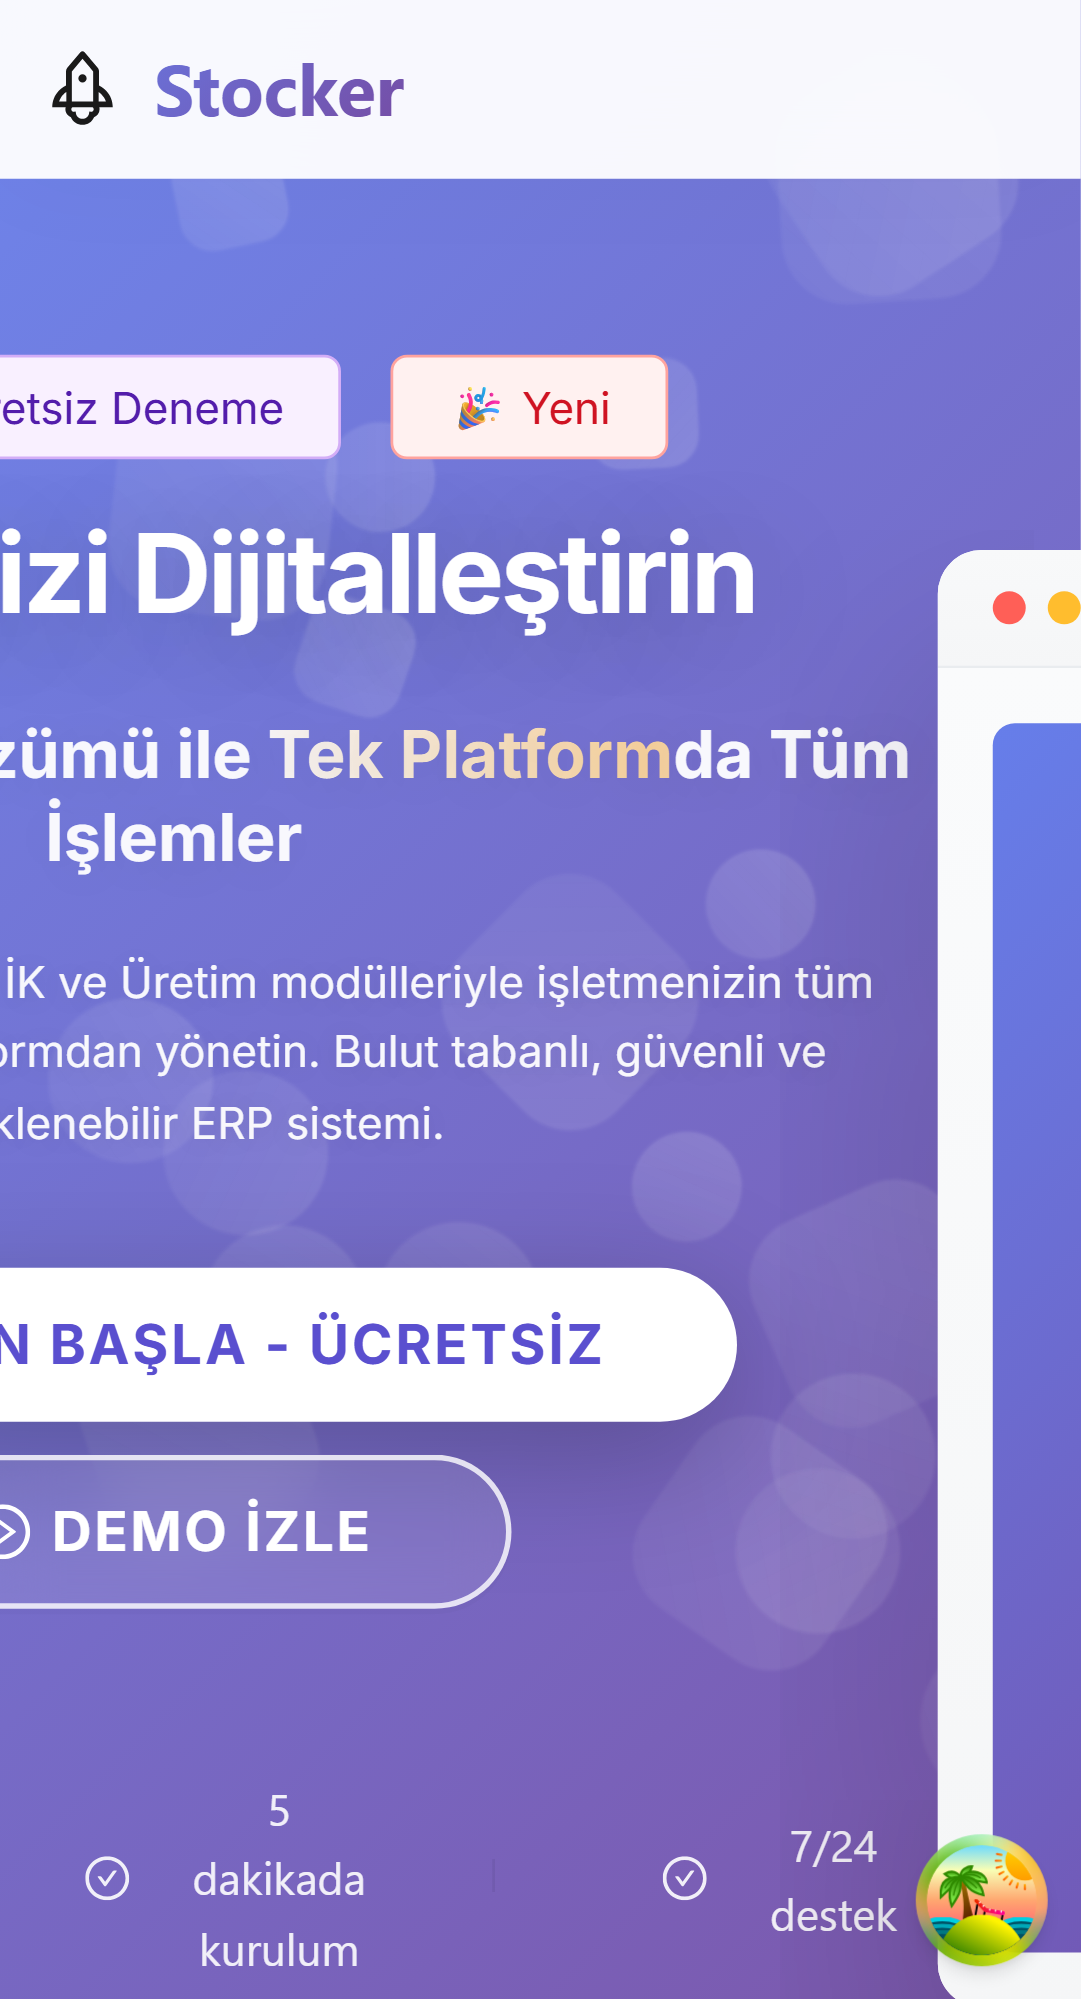 Stocker
etsiz Deneme
Yeni
izi Dijitalleştirin
zümü ile Tek Platformda Tüm
İşlemler
İK ve Üretim modülleriyle işletmenizin tüm
ormdan yönetin. Bulut tabanlı, güvenli ve
klenebilir ERP sistemi.
N BAŞLA - ÜCRETSİZ
DEMO İZLE
5
dakikada
kurulum
7/24
destek